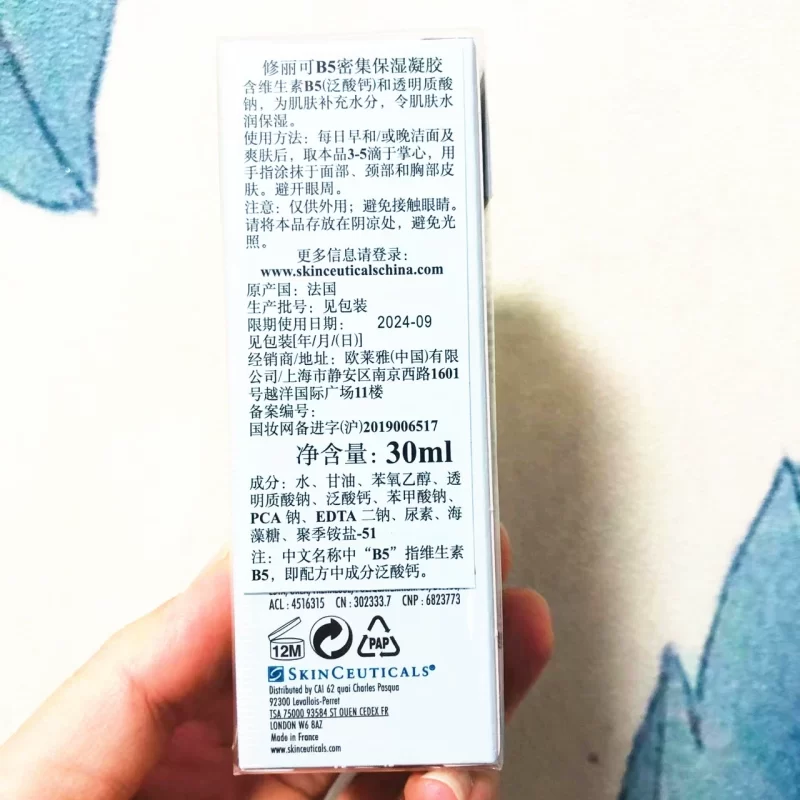 修丽可B5密集保湿凝胶
含维生素B5(泛酸钙)和透明质酸
钠，为肌肤补充水分，令肌肤水
润保湿。
使用方法：每日早和/或晚洁面及
爽肤后，取本品3-5滴于掌心，用
手指涂抹于面部、颈部和胸部皮
肤。避开眼周。
注意：仅供外用；避免接触眼睛。
请将本品存放在阴凉处，避免光
照。
更多信息请登录：
www.skinceuticalschina.com
原产国：法国
生产批号：见包装
限期使用日期： 2024-09
见包装[年/月/(日)]
经销商/地址：欧莱雅(中国)有限
公司/上海市静安区南京西路1601
号越洋国际广场11楼
备案编号：
国妆网备进字(沪)2019006517
净含量：30ml
成分：水、甘油、苯氧乙醇、透
明质酸钠、泛酸钙、苯甲酸钠、
PCA 钠、EDTA 二钠、尿素、海
藻糖、聚季铵盐-51
注：中文名称中“B5”指维生素
B5，即配方中成分泛酸钙。
ACL : 4516315 CN : 302333.7 CNP : 6823773
12M PAP
SKINCEUTICALS®
Distributed by CAI 62 quai Charles Pasqua
92300 Levallois-Perret
TSA 75000 93584 ST OUEN CEDEX FR
LONDON W6 8AZ
Made in France
www.skinceuticals.com